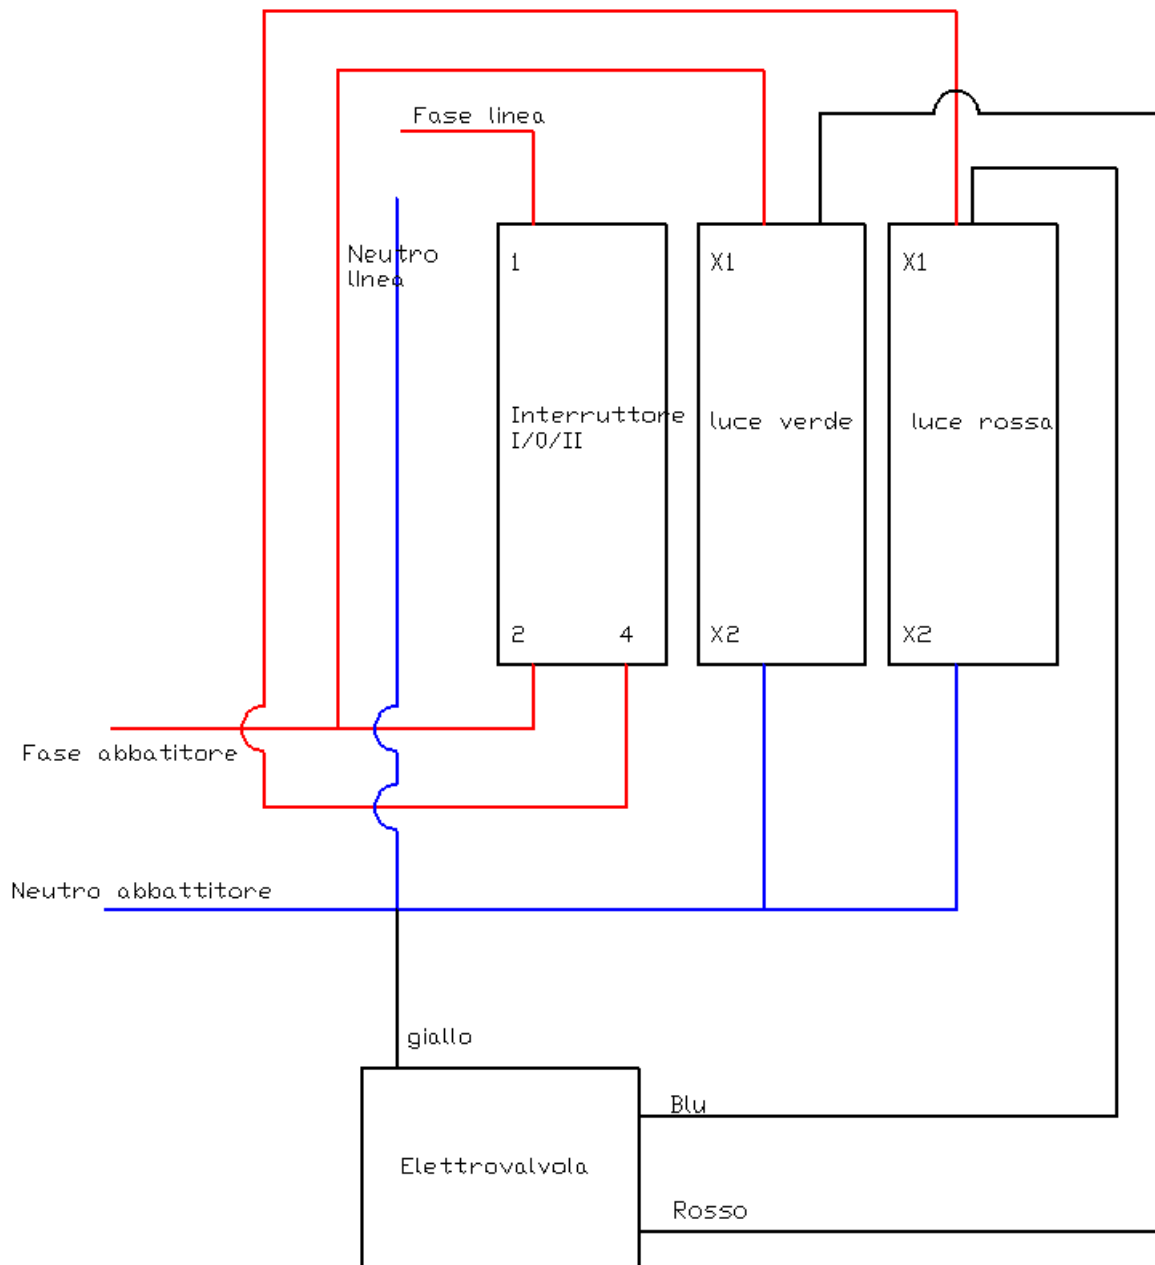 Fase linea
Neutro
linea
1
X1
X1
Interruttore
I/0/II
luce verde
luce rossa
2
4
X2
X2
Fase abbatitore
Neutro abbattitore
giallo
Blu
Elettrovalvola
Rosso